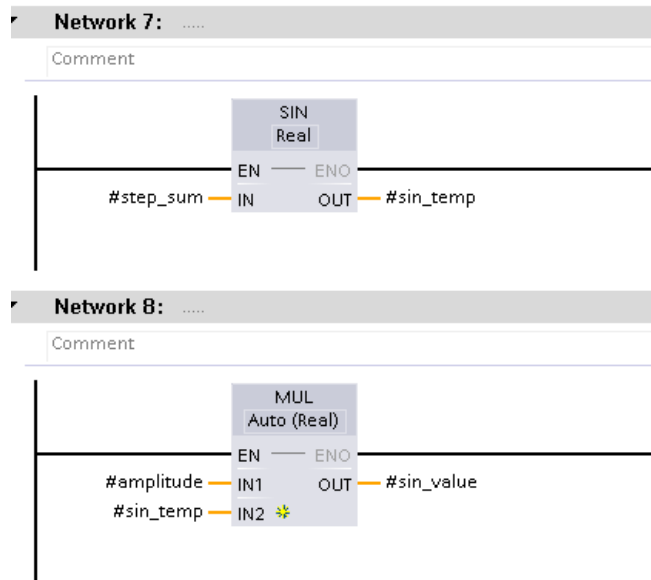 Network 7: .....
Comment
SIN
Real
EN ENO
#step_sum IN OUT #sin_temp
Network 8: .....
Comment
MUL
Auto (Real)
EN ENO
#amplitude IN1 OUT #sin_value
#sin_temp IN2